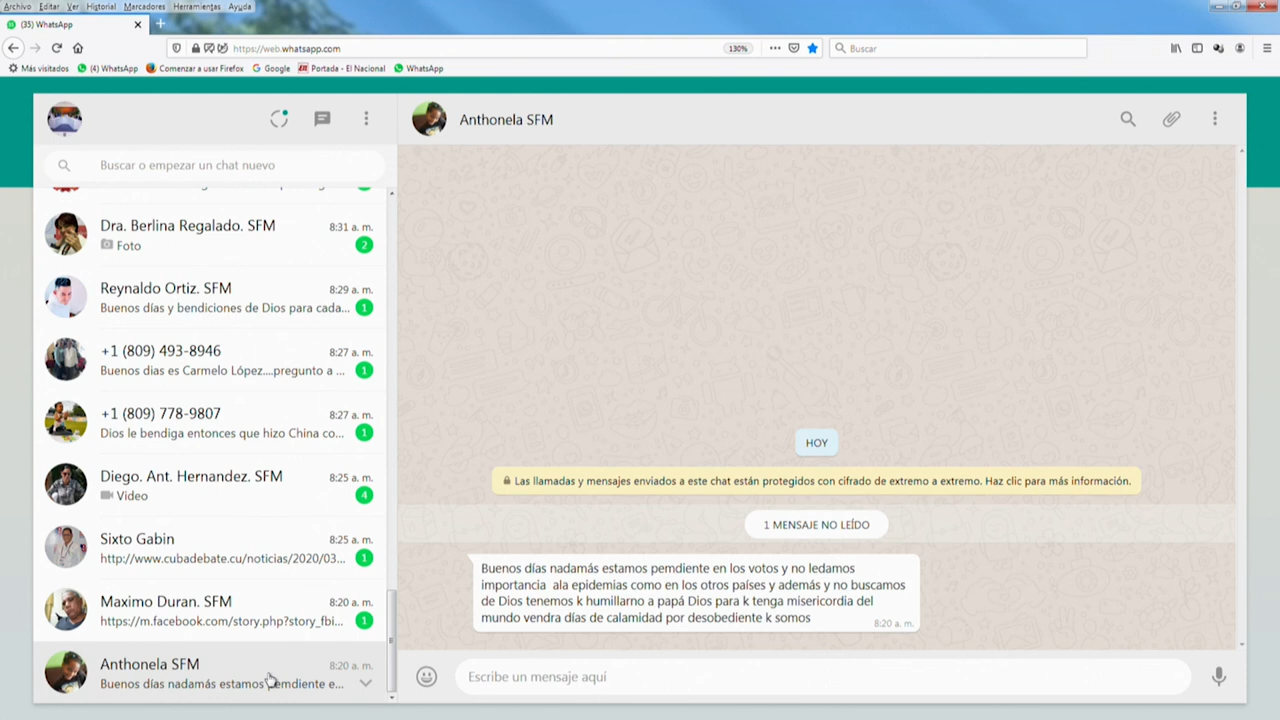 Archivo Editar Ver Historial Marcadores Herramientas Ayuda
(35) WhatsApp
https://web.whatsapp.com
130%
Buscar
Más visitados (4) WhatsApp Comenzar a usar Firefox Google Portada - El Nacional WhatsApp
Anthonela SFM
Buscar o empezar un chat nuevo
Dra. Berlina Regalado. SFM 8:31 a. m.
Foto 2
Reynaldo Ortiz. SFM 8:29 a. m.
Buenos días y bendiciones de Dios para cada... 1
+1 (809) 493-8946 8:27 a. m.
Buenos dias es Carmelo López....pregunto a ... 1
+1 (809) 778-9807 8:27 a. m.
Dios le bendiga entonces que hizo China co... 1
Diego. Ant. Hernandez. SFM 8:25 a. m.
Video 4
Sixto Gabin 8:25 a. m.
http://www.cubadebate.cu/noticias/2020/03... 1
Maximo Duran. SFM 8:20 a. m.
https://m.facebook.com/story.php?story_fbi... 1
Anthonela SFM 8:20 a. m.
Buenos días nadamás estamos pemdiente e...
HOY
Las llamadas y mensajes enviados a este chat están protegidos con cifrado de extremo a extremo. Haz clic para más información.
1 MENSAJE NO LEÍDO
Buenos días nadamás estamos pemdiente en los votos y no ledamos
importancia ala epidemias como en los otros países y además y no buscamos
de Dios tenemos k humillarno a papá Dios para k tenga misericordia del
mundo vendra días de calamidad por desobediente k somos
8:20 a. m.
Escribe un mensaje aquí